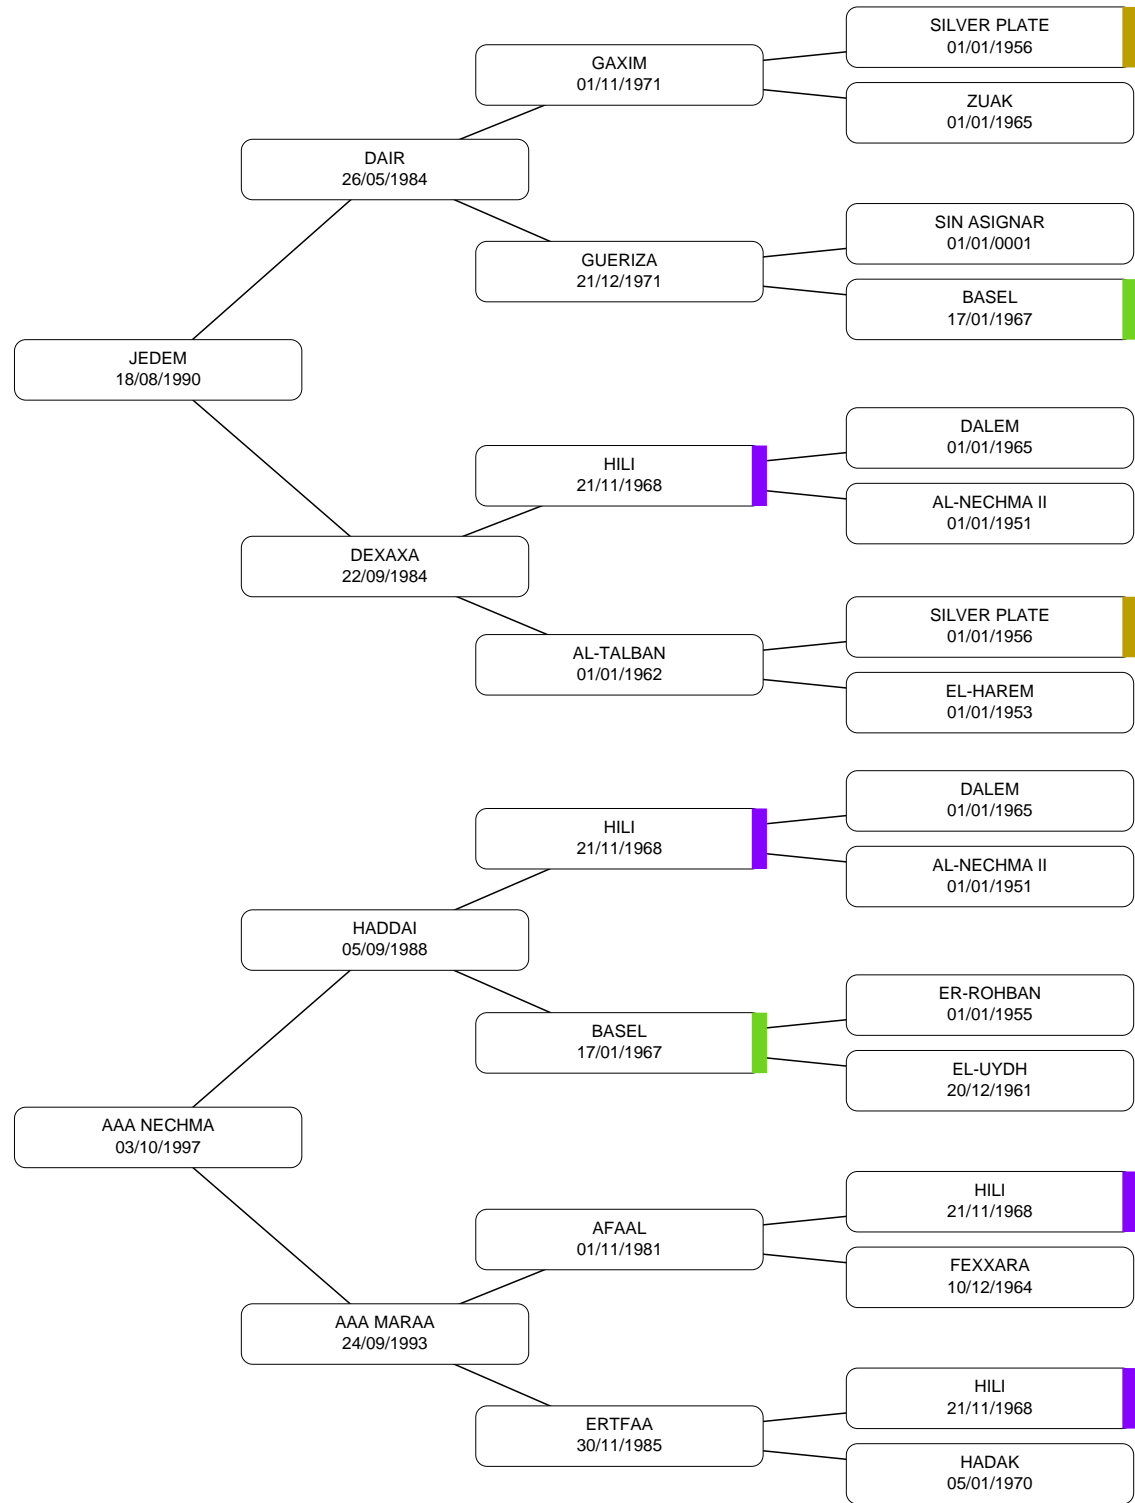 SILVER PLATE
01/01/1956
GAXIM
01/11/1971
ZUAK
01/01/1965
DAIR
26/05/1984
SIN ASIGNAR
01/01/0001
GUERIZA
21/12/1971
BASEL
17/01/1967
JEDEM
18/08/1990
DALEM
01/01/1965
HILI
21/11/1968
AL-NECHMA II
01/01/1951
DEXAXA
22/09/1984
SILVER PLATE
01/01/1956
AL-TALBAN
01/01/1962
EL-HAREM
01/01/1953
DALEM
01/01/1965
HILI
21/11/1968
AL-NECHMA II
01/01/1951
HADDAI
05/09/1988
ER-ROHBAN
01/01/1955
BASEL
17/01/1967
EL-UYDH
20/12/1961
AAA NECHMA
03/10/1997
HILI
21/11/1968
AFAAL
01/11/1981
FEXXARA
10/12/1964
AAA MARAA
24/09/1993
HILI
21/11/1968
ERTFAA
30/11/1985
HADAK
05/01/1970